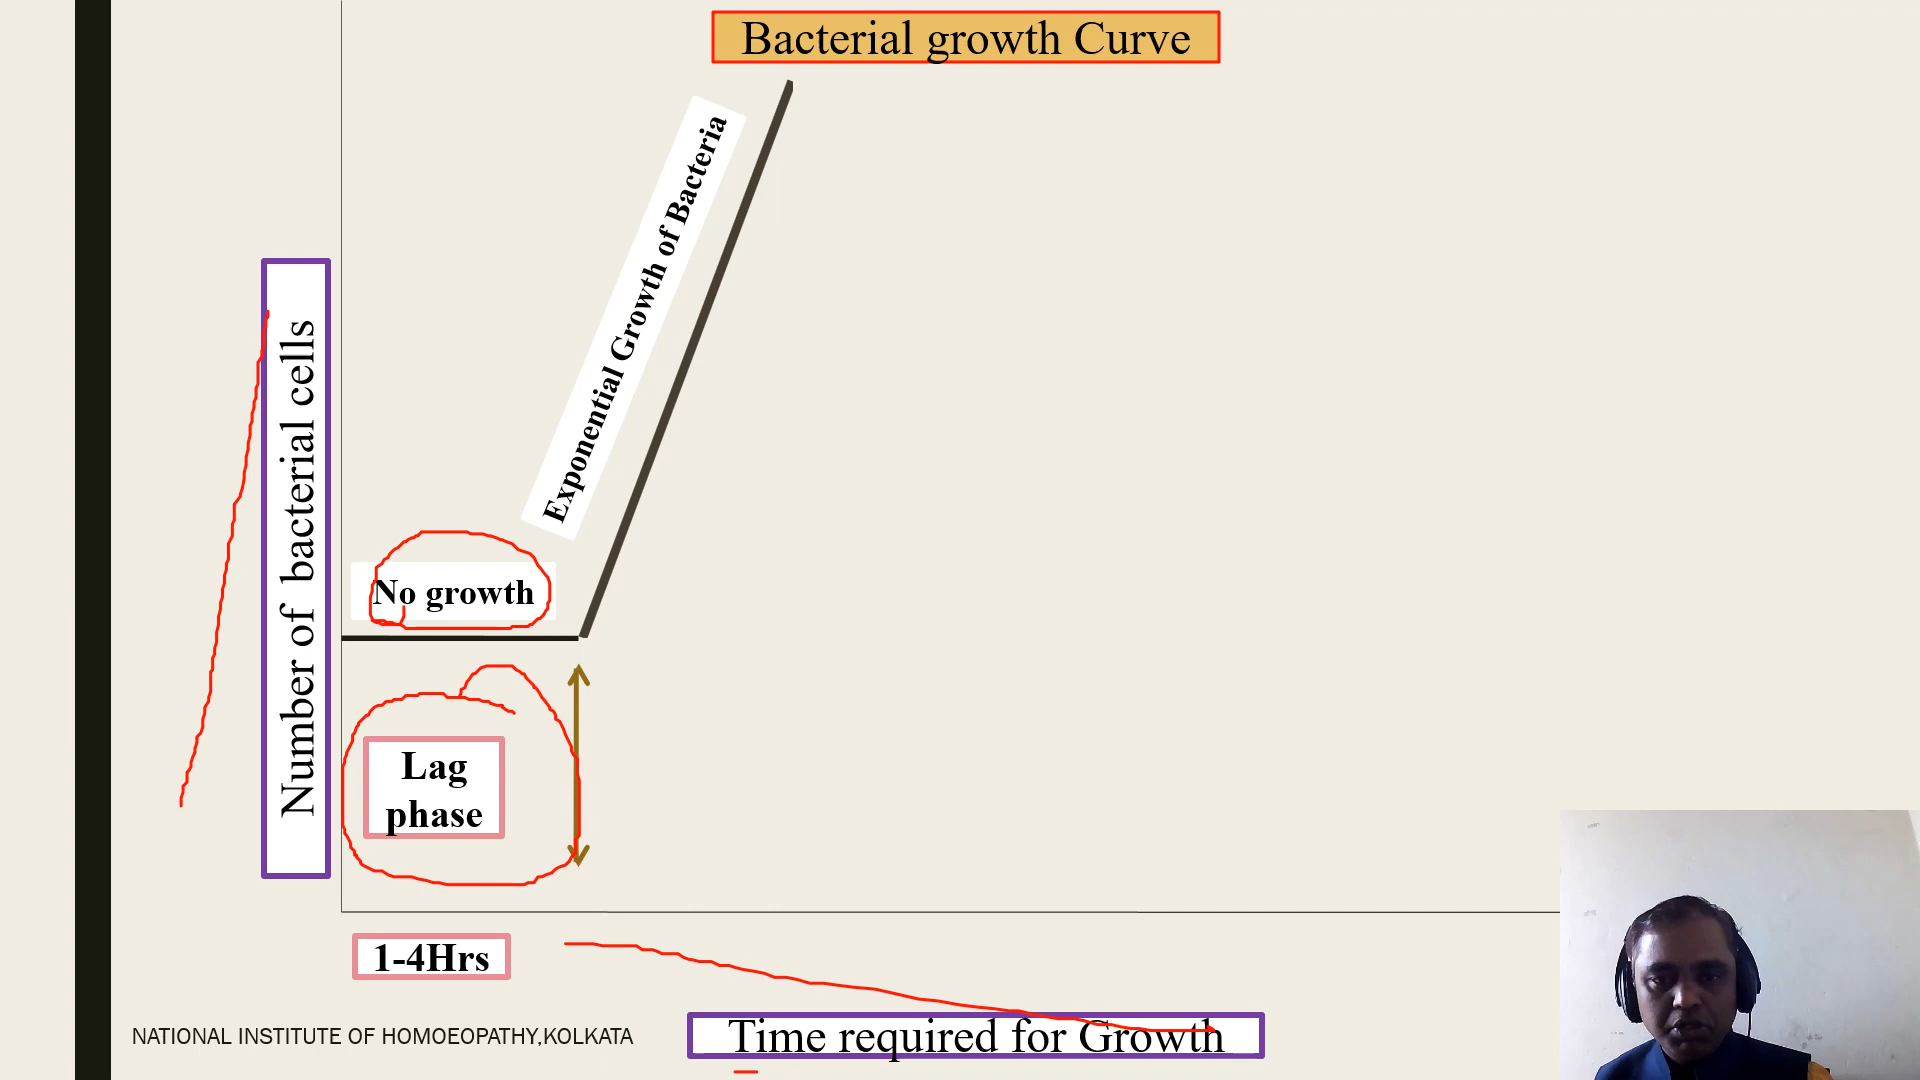 Bacterial growth Curve
Exponential Growth of Bacteria
Number of bacterial cells
No growth
Lag
phase
1-4Hrs
NATIONAL INSTITUTE OF HOMOEOPATHY,KOLKATA
Time required for Growth